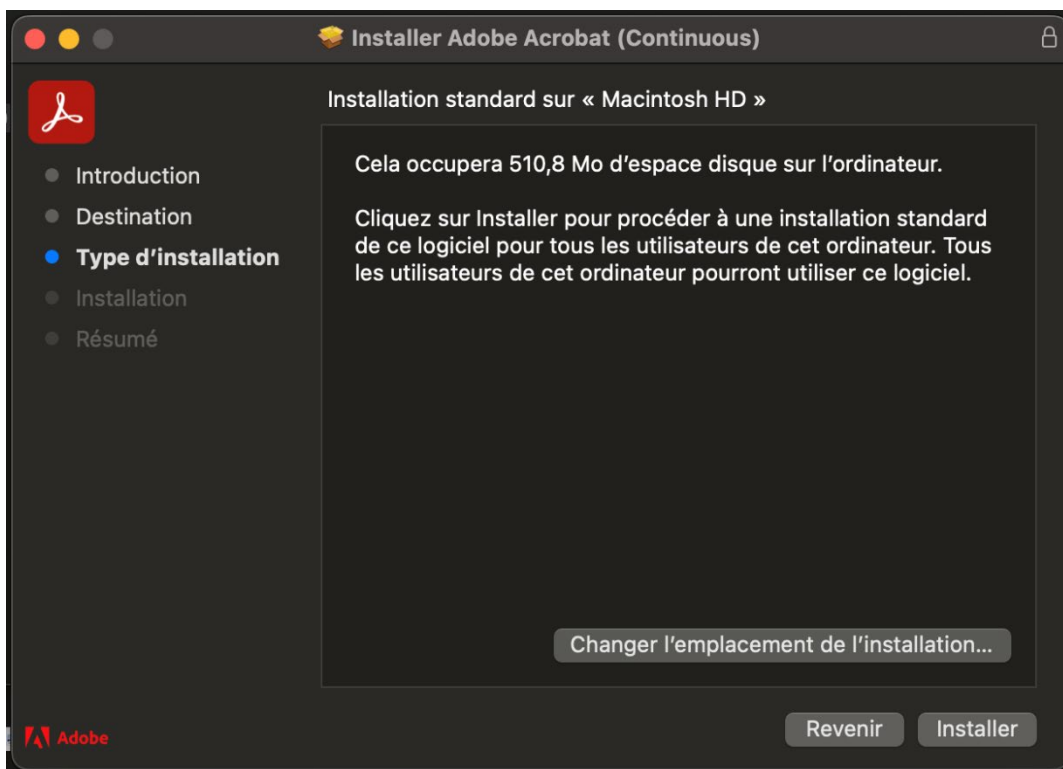 Installer Adobe Acrobat (Continuous)
Installation standard sur « Macintosh HD »
Introduction
Destination
Type d’installation
Installation
Résumé
Cela occupera 510,8 Mo d’espace disque sur l’ordinateur.
Cliquez sur Installer pour procéder à une installation standard
de ce logiciel pour tous les utilisateurs de cet ordinateur. Tous
les utilisateurs de cet ordinateur pourront utiliser ce logiciel.
Changer l’emplacement de l’installation...
Adobe
Revenir
Installer